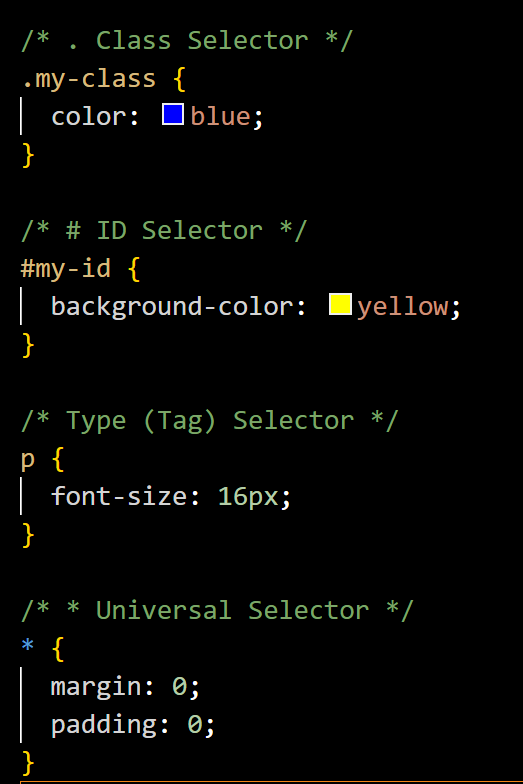 /* . Class Selector */
.my-class {
  color: blue;
}

/* # ID Selector */
#my-id {
  background-color: yellow;
}

/* Type (Tag) Selector */
p {
  font-size: 16px;
}

/* * Universal Selector */
* {
  margin: 0;
  padding: 0;
}